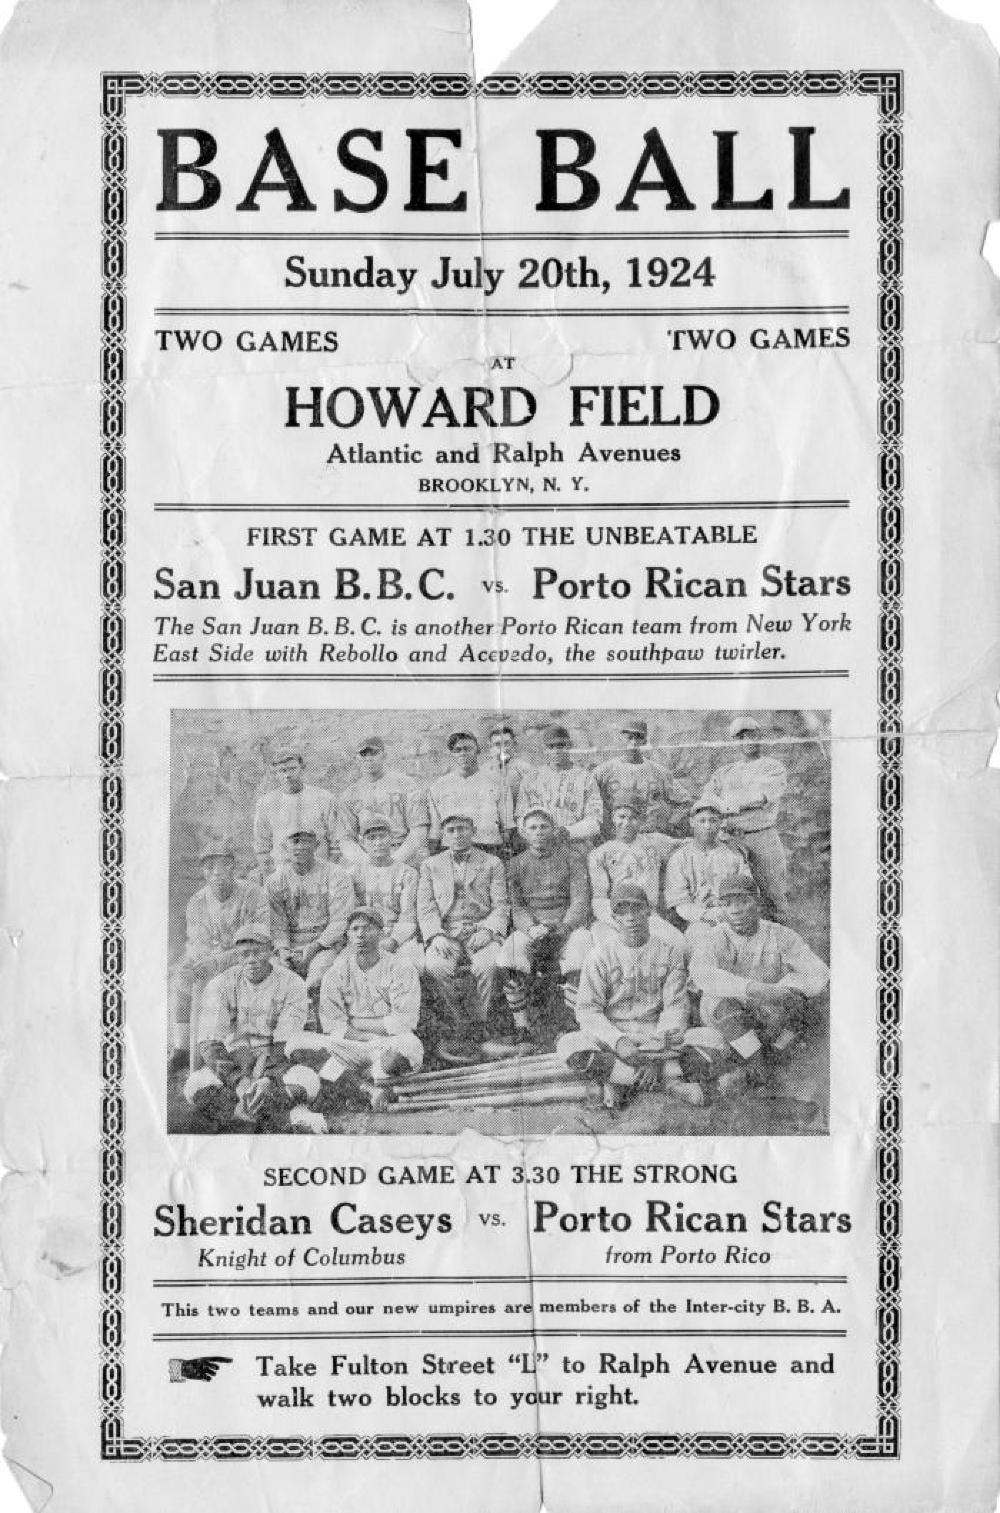 BASE BALL
Sunday July 20th, 1924
TWO GAMES TWO GAMES
AT
HOWARD FIELD
Atlantic and Ralph Avenues
BROOKLYN, N. Y.
FIRST GAME AT 1.30 THE UNBEATABLE
San Juan B. B. C. vs. Porto Rican Stars
The San Juan B. B. C. is another Porto Rican team from New York
East Side with Rebollo and Acevedo, the southpaw twirler.
SECOND GAME AT 3.30 THE STRONG
Sheridan Caseys vs. Porto Rican Stars
Knight of Columbus from Porto Rico
This two teams and our new umpires are members of the Inter-city B. B. A.
Take Fulton Street "L" to Ralph Avenue and
walk two blocks to your right.